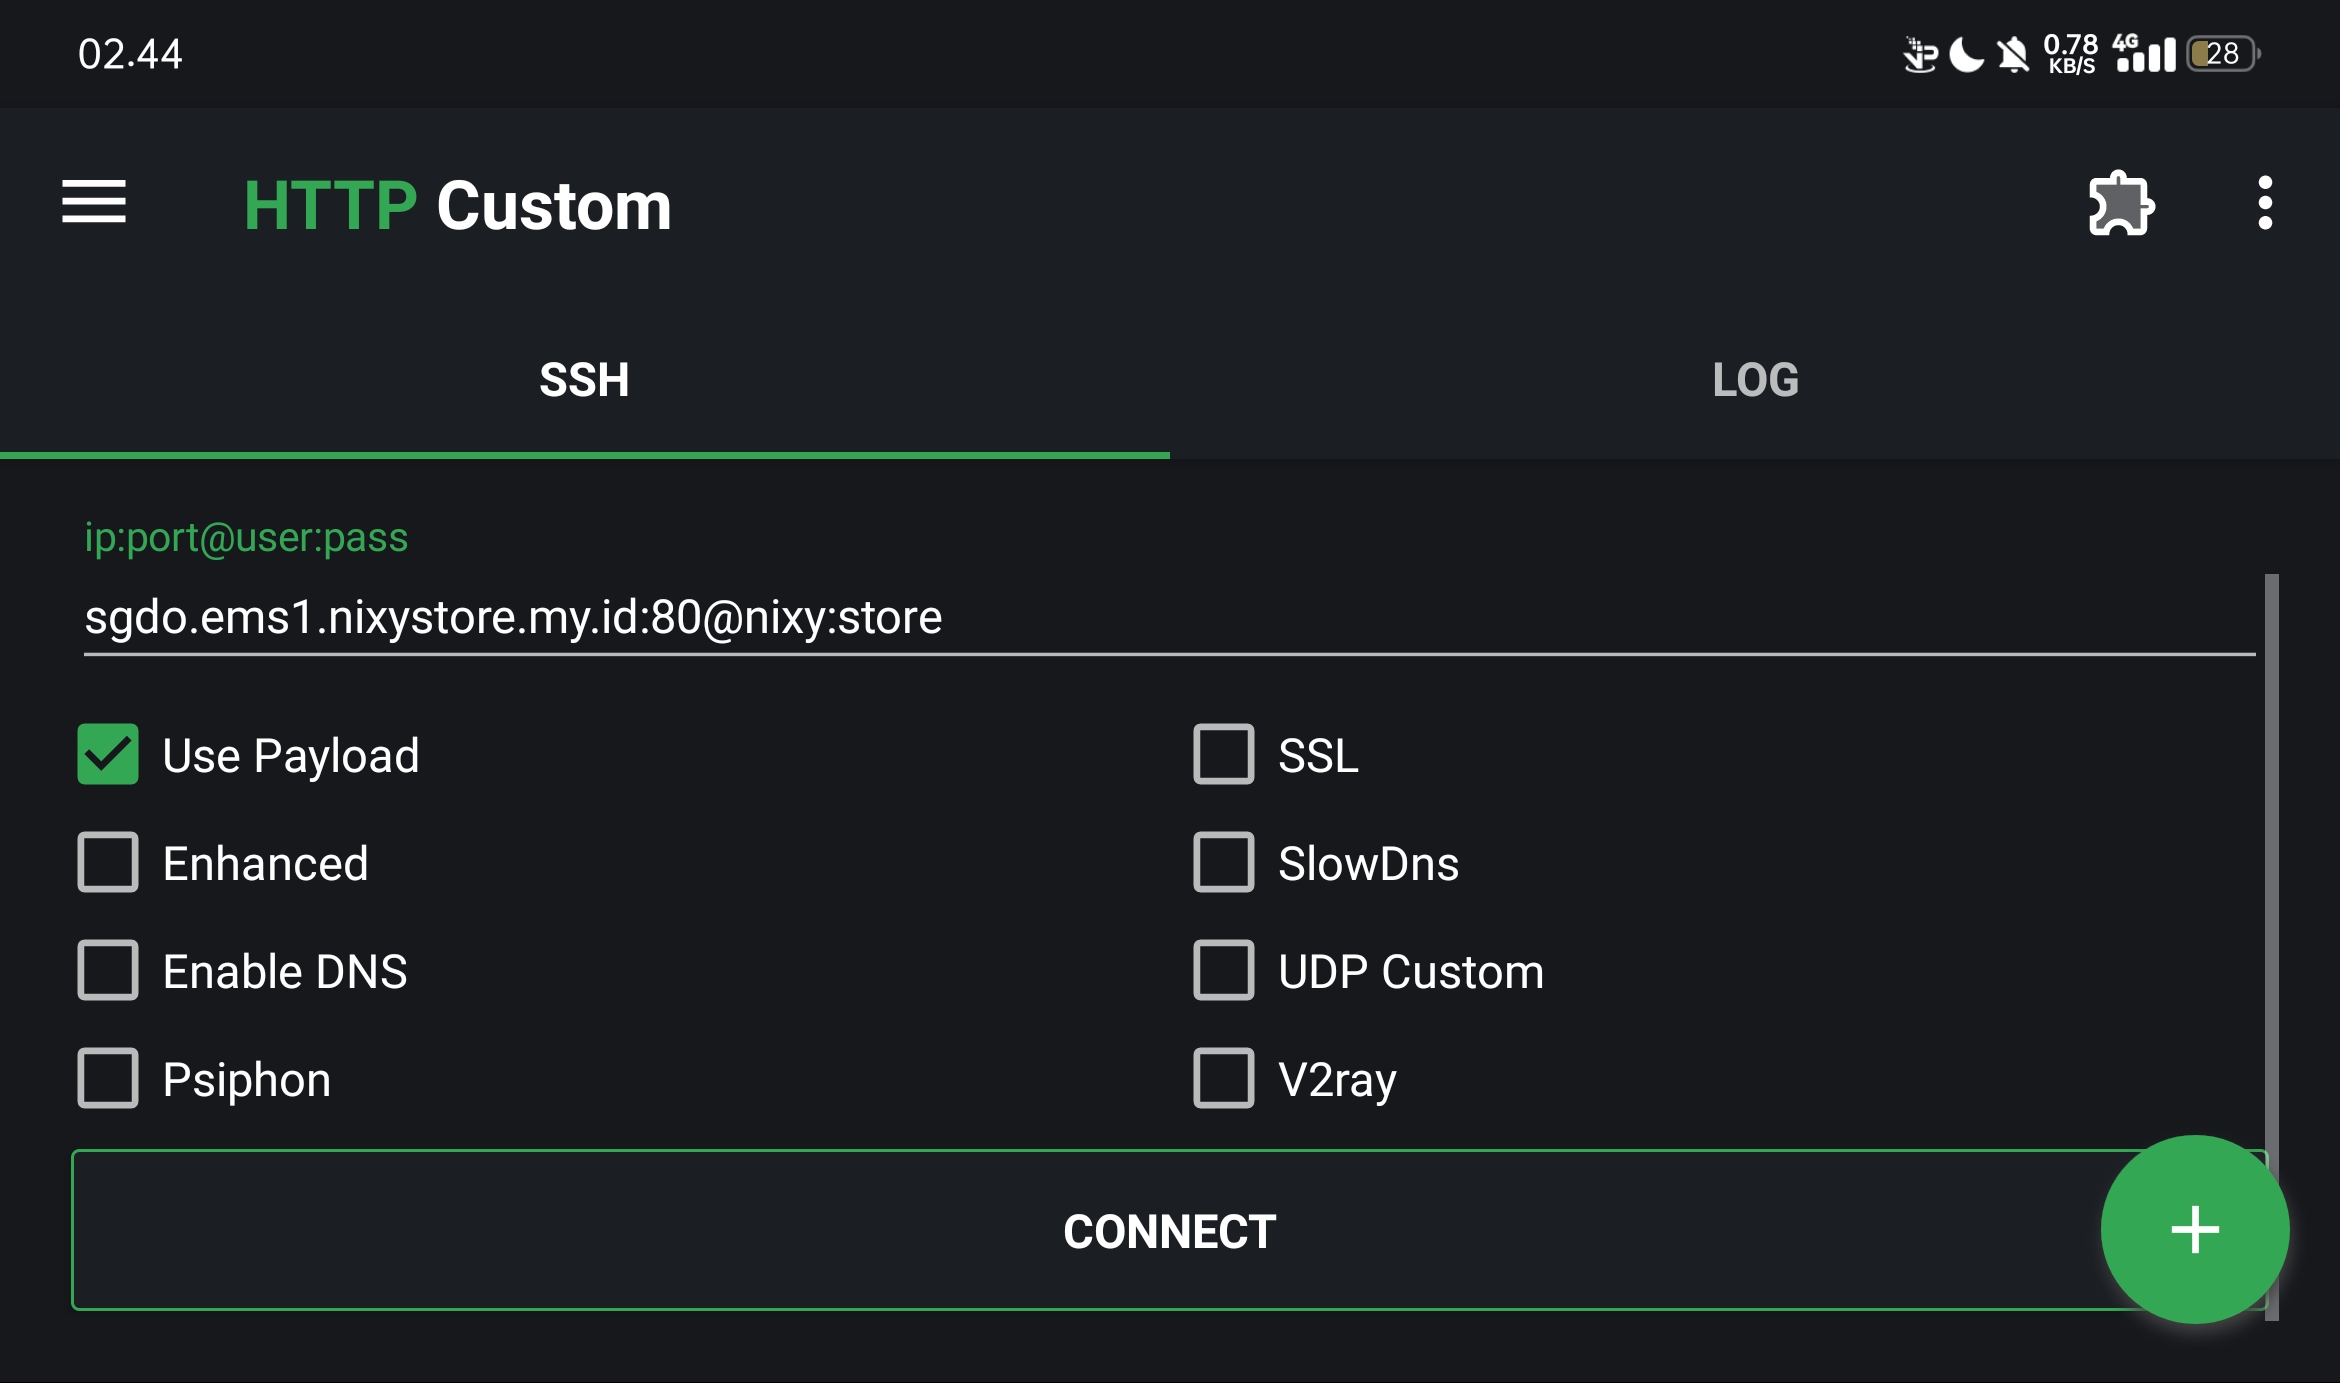 02.44
0.78
KB/S
4G
28
HTTP Custom
SSH
LOG
ip:port@user:pass
sgdo.ems1.nixystore.my.id:80@nixy:store
Use Payload
SSL
Enhanced
SlowDns
Enable DNS
UDP Custom
Psiphon
V2ray
CONNECT
+